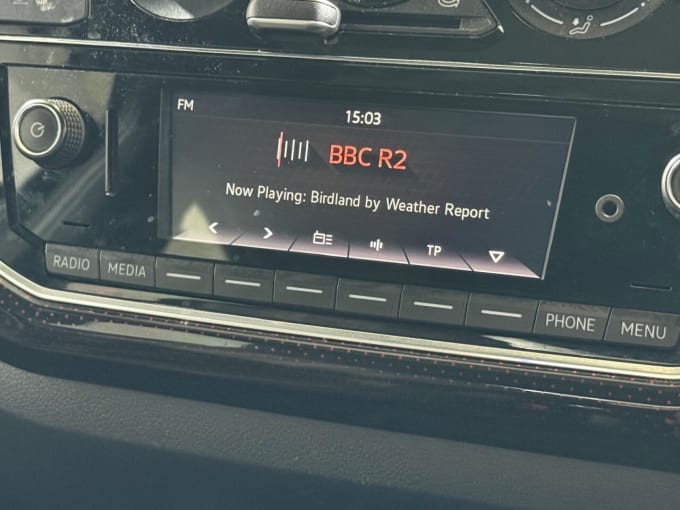 FM
15:03
BBC R2
Now Playing: Birdland by Weather Report
TP
RADIO
MEDIA
PHONE
MENU